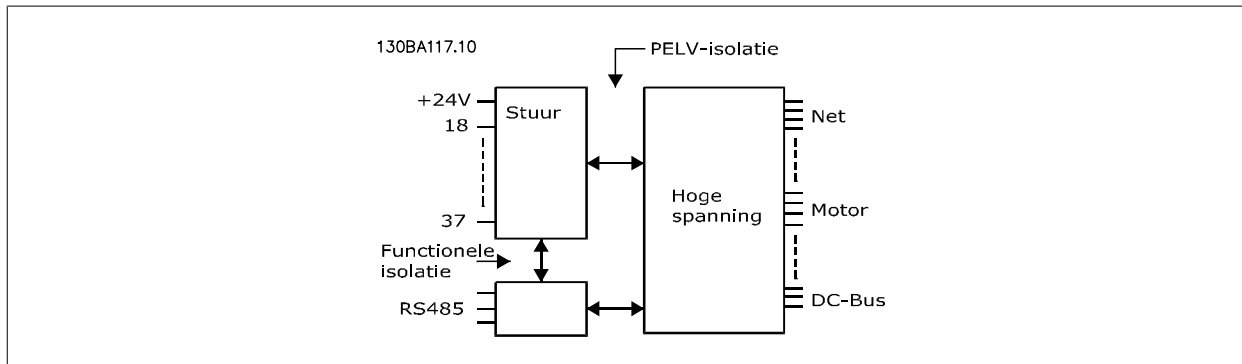 130BA117.10
PELV-isolatie
+24V
18
37
Stuur
Functionele
isolatie
RS485
Hoge
spanning
Net
Motor
DC-Bus